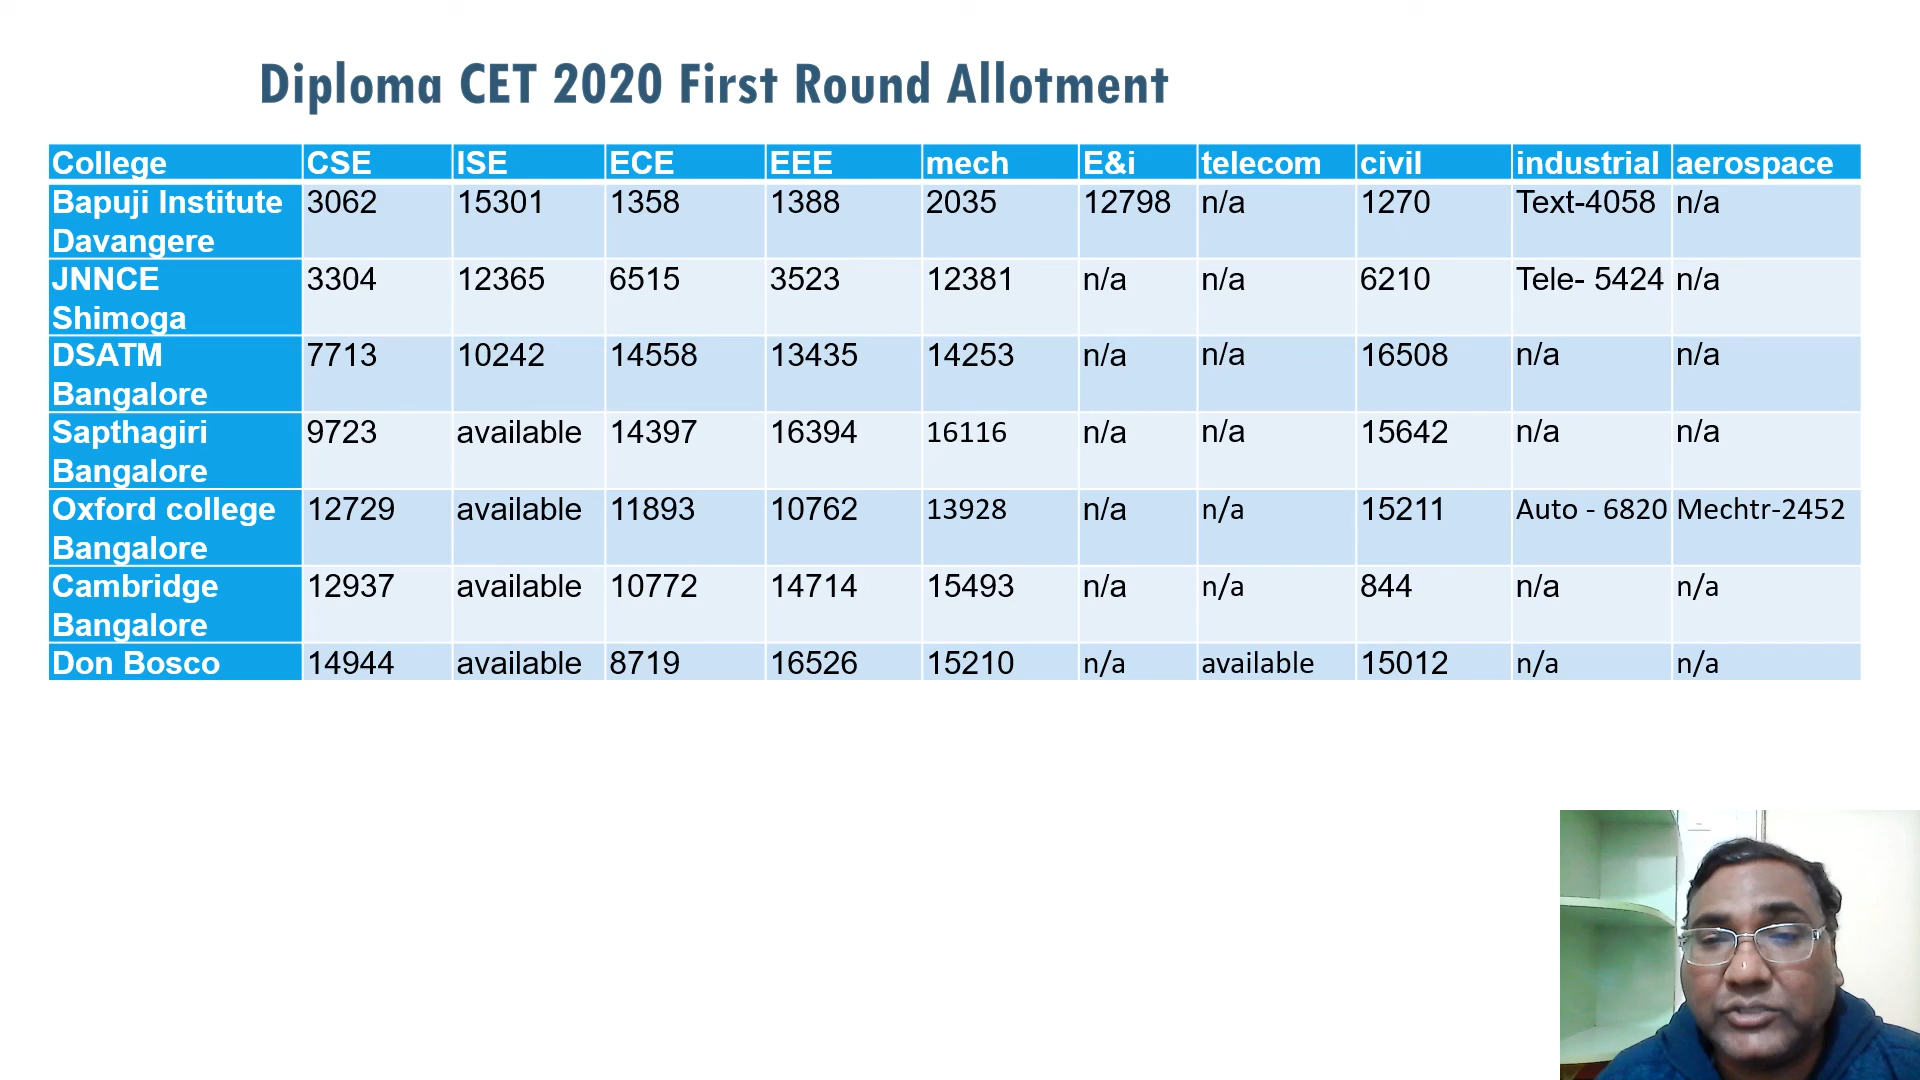 Diploma CET 2020 First Round Allotment
College CSE ISE ECE EEE mech E&i telecom civil industrial aerospace
Bapuji Institute 3062 15301 1358 1388 2035 12798 n/a 1270 Text-4058 n/a
Davangere
JNNCE 3304 12365 6515 3523 12381 n/a n/a 6210 Tele- 5424 n/a
Shimoga
DSATM 7713 10242 14558 13435 14253 n/a n/a 16508 n/a n/a
Bangalore
Sapthagiri 9723 available 14397 16394 16116 n/a n/a 15642 n/a n/a
Bangalore
Oxford college 12729 available 11893 10762 13928 n/a n/a 15211 Auto - 6820 Mechtr-2452
Bangalore
Cambridge 12937 available 10772 14714 15493 n/a n/a 844 n/a n/a
Bangalore
Don Bosco 14944 available 8719 16526 15210 n/a available 15012 n/a n/a